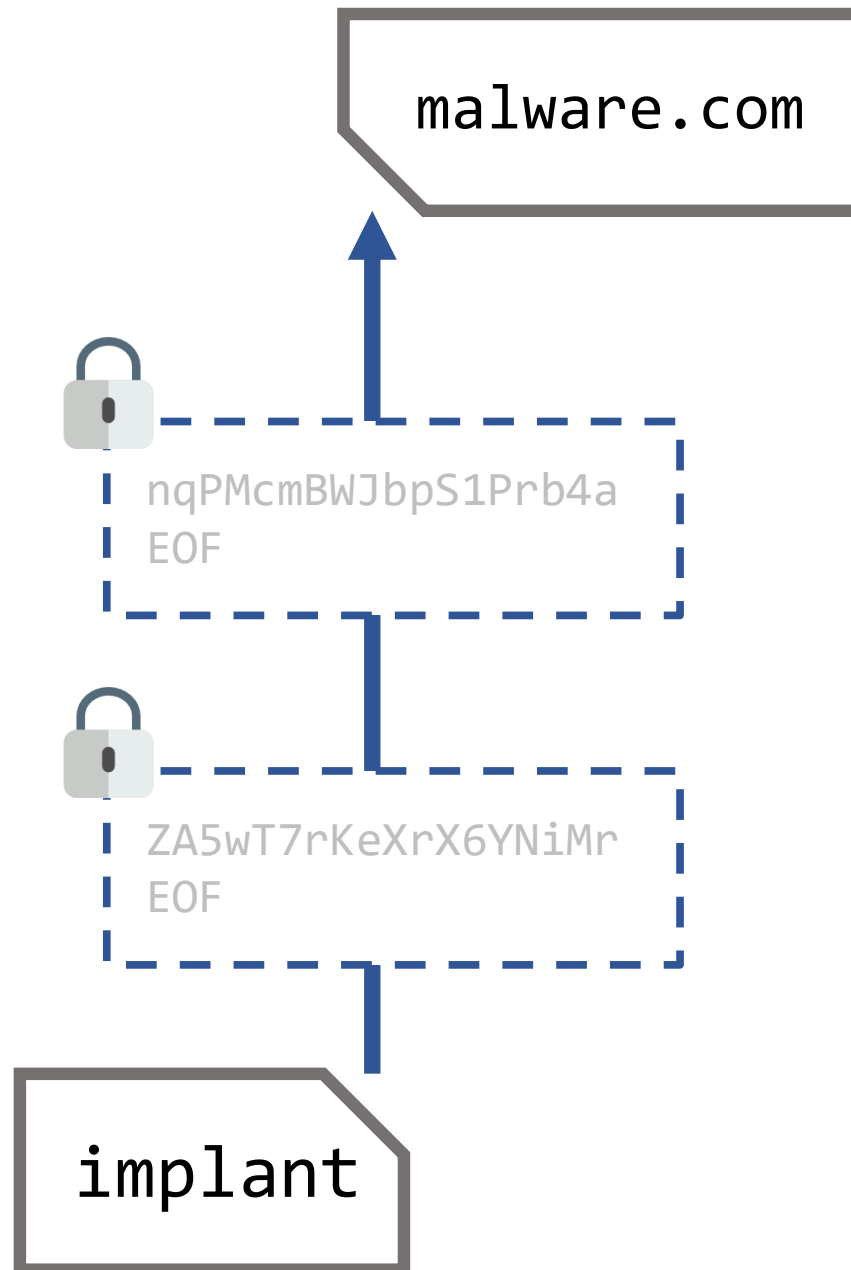 malware.com
nqPMcmBWJbpS1Prb4a
EOF
ZA5wT7rKeXrX6YNiMr
EOF
implant